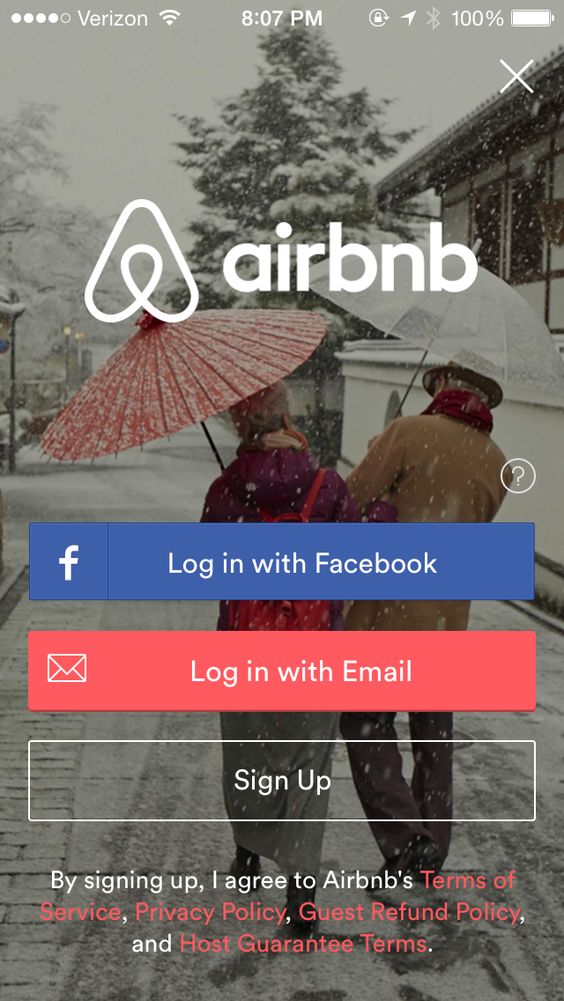 Verizon 8:07 PM 100%
airbnb
?
f Log in with Facebook
Log in with Email
Sign Up
By signing up, I agree to Airbnb's Terms of
Service, Privacy Policy, Guest Refund Policy,
and Host Guarantee Terms.